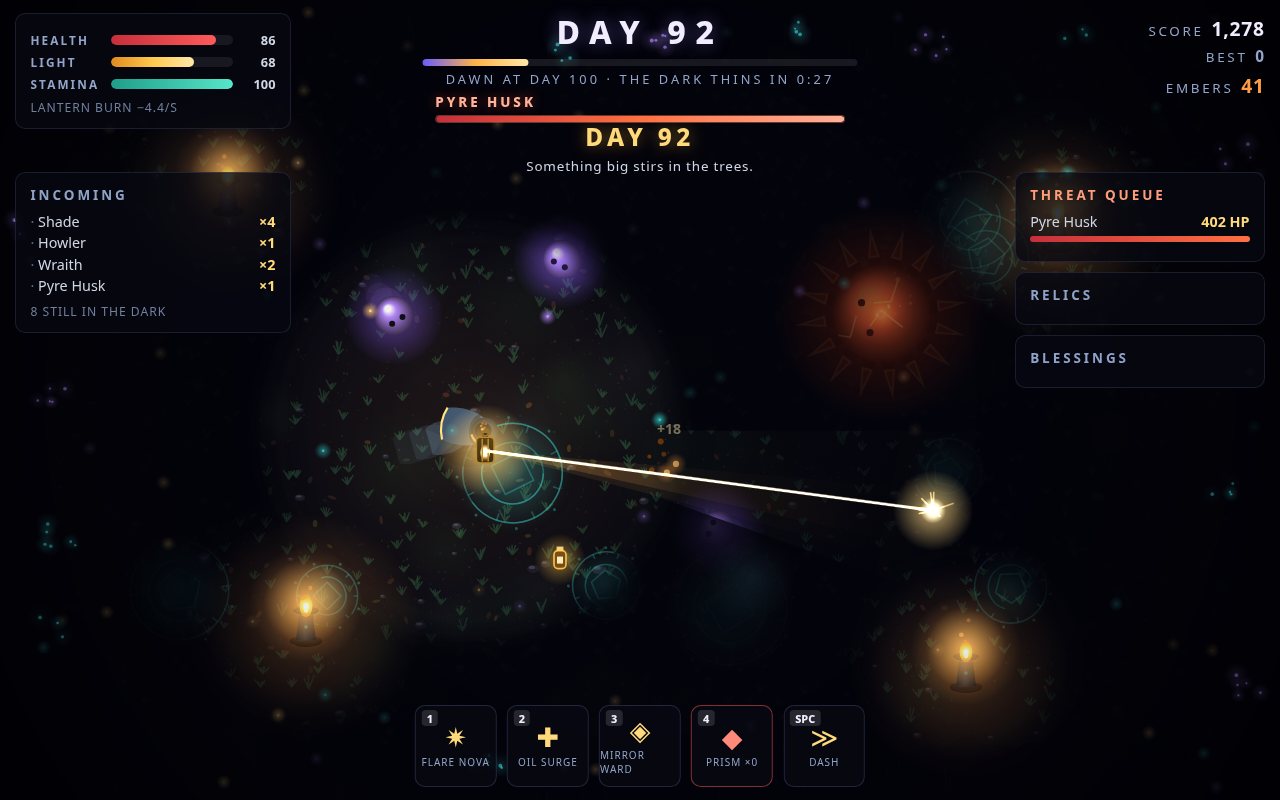 HEALTH 86
LIGHT 68
STAMINA 100
LANTERN BURN −4.4/S
DAY 92
DAWN AT DAY 100 · THE DARK THINS IN 0:27
PYRE HUSK
DAY 92
Something big stirs in the trees.
SCORE 1,278
BEST 0
EMBERS 41
INCOMING
· Shade ×4
· Howler ×1
· Wraith ×2
· Pyre Husk ×1
8 STILL IN THE DARK
THREAT QUEUE
Pyre Husk 402 HP
RELICS
BLESSINGS
+18
1
FLARE NOVA
2
OIL SURGE
3
MIRROR
WARD
4
PRISM ×0
SPC
DASH